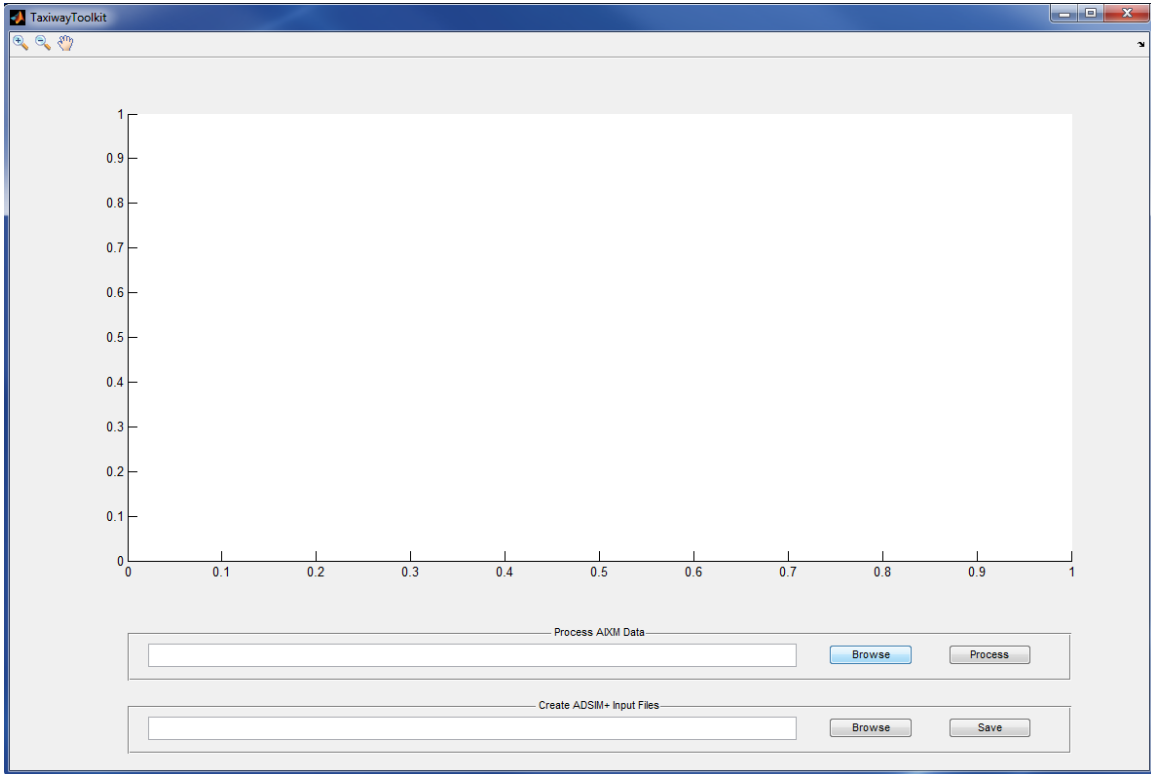 TaxiwayToolkit
1
0.9
0.8
0.7
0.6
0.5
0.4
0.3
0.2
0.1
0
0 0.1 0.2 0.3 0.4 0.5 0.6 0.7 0.8 0.9 1
Process AIXM Data
Browse Process
Create ADSIM+ Input Files
Browse Save